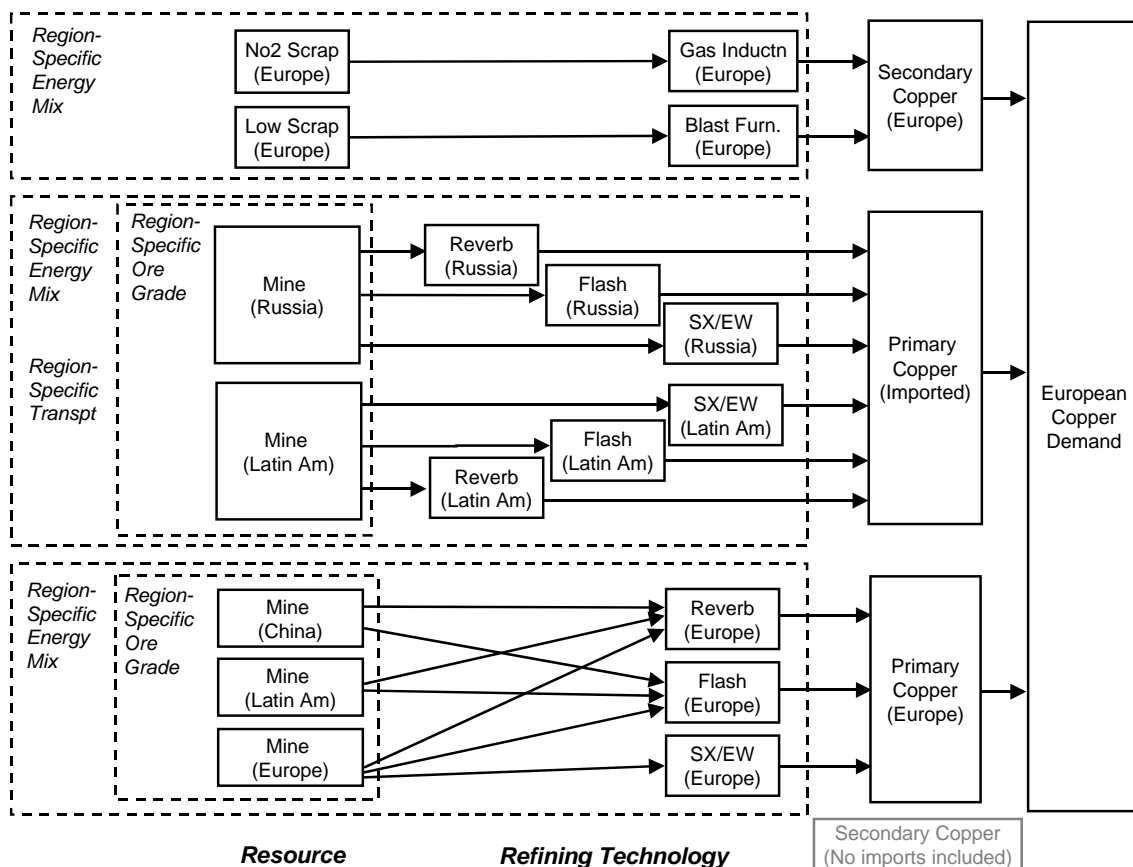 Region-
Specific
Energy
Mix
No2 Scrap
(Europe)
Gas Inductn
(Europe)
Low Scrap
(Europe)
Blast Furn.
(Europe)
Secondary
Copper
(Europe)
Region-
Specific
Energy
Mix
Region-
Specific
Transpt
Region-
Specific
Ore
Grade
Mine
(Russia)
Reverb
(Russia)
Flash
(Russia)
SX/EW
(Russia)
Mine
(Latin Am)
SX/EW
(Latin Am)
Flash
(Latin Am)
Reverb
(Latin Am)
Primary
Copper
(Imported)
European
Copper
Demand
Region-
Specific
Energy
Mix
Region-
Specific
Ore
Grade
Mine
(China)
Mine
(Latin Am)
Mine
(Europe)
Reverb
(Europe)
Flash
(Europe)
SX/EW
(Europe)
Primary
Copper
(Europe)
Resource
Refining Technology
Secondary Copper
(No imports included)